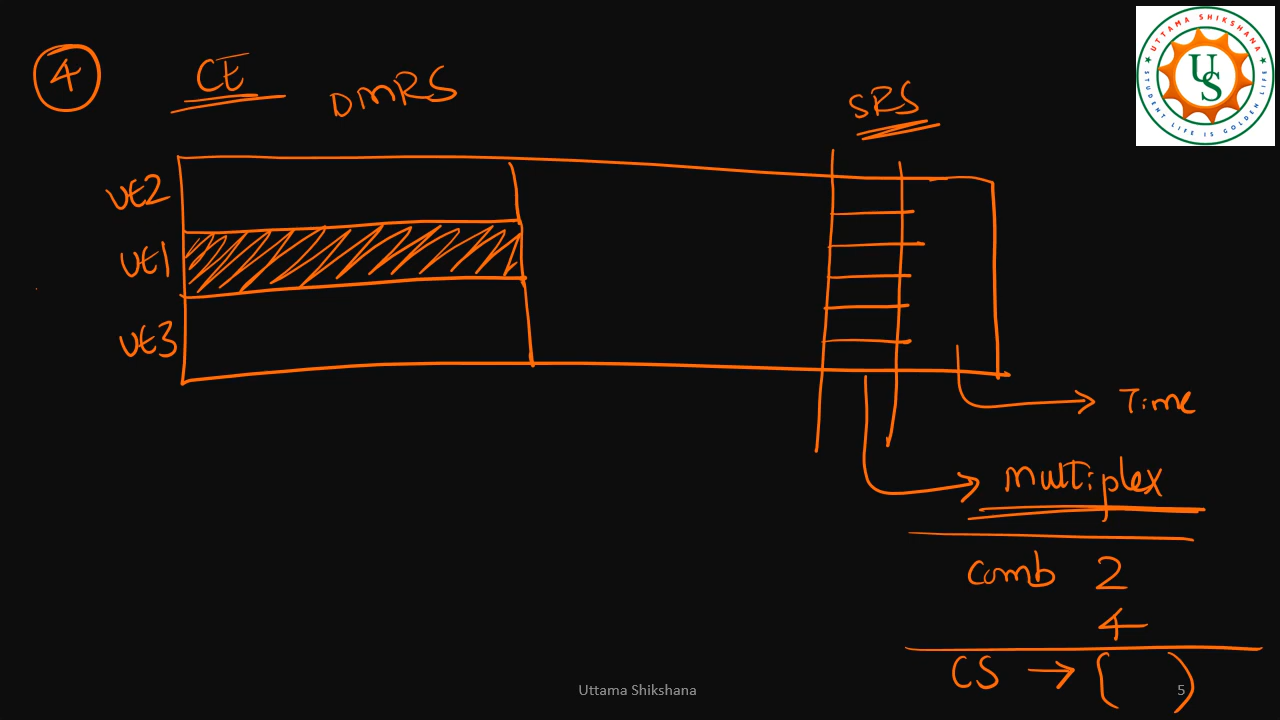 4
CE
DMRS
SRS
UTTAMA SHIKSHANA
US
STUDENT LIFE IS GOLDEN LIFE
UE2
UE1
UE3
Time
Multiplex
Comb 2
4
CS → ( )
Uttama Shikshana
5